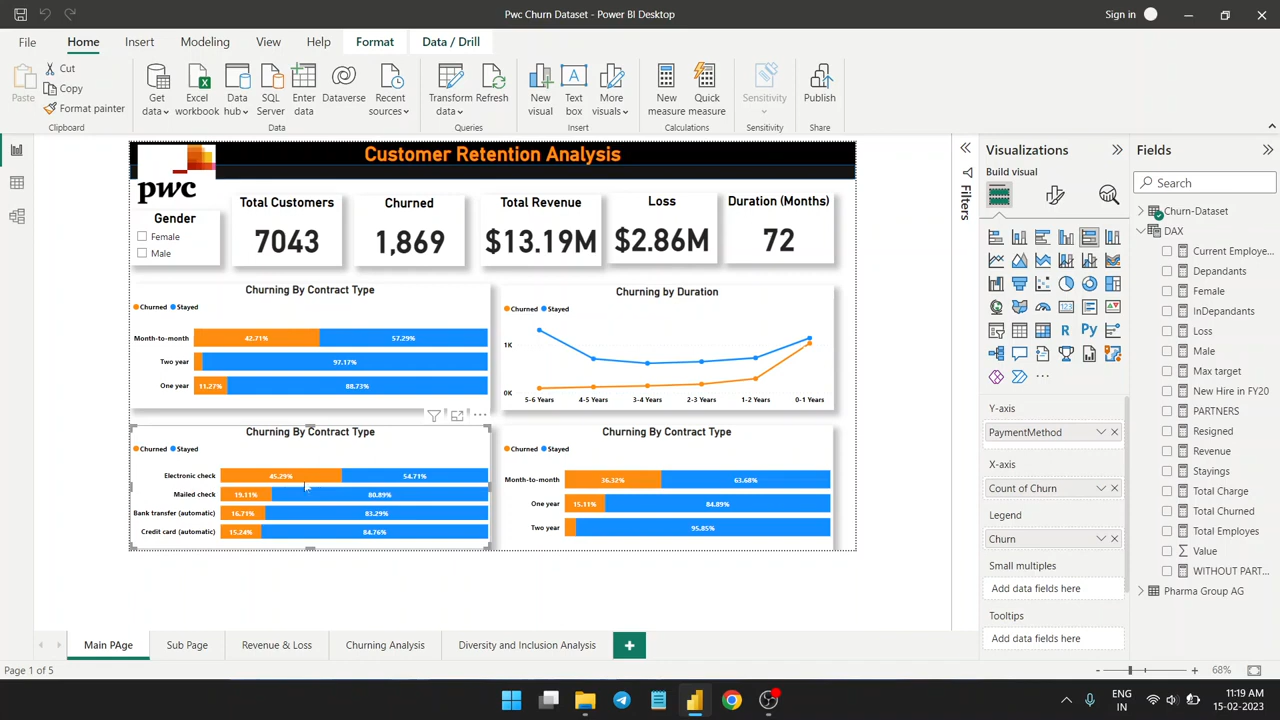 Pwc Churn Dataset - Power BI Desktop
Sign in
File
Home
Insert
Modeling
View
Help
Format
Data / Drill
Paste
Cut
Copy
Format painter
Clipboard
Get data
Excel workbook
Data hub
SQL Server
Enter data
Dataverse
Recent sources
Data
Transform data
Refresh
Queries
New visual
Text box
More visuals
Insert
New measure
Quick measure
Calculations
Sensitivity
Sensitivity
Publish
Share
pwc
Customer Retention Analysis
Gender
Female
Male
Total Customers
7043
Churned
1,869
Total Revenue
$13.19M
Loss
$2.86M
Duration (Months)
72
Churning By Contract Type
Churned Stayed
Month-to-month 42.71% 57.29%
Two year 97.17%
One year 11.27% 88.73%
Churning by Duration
Churned Stayed
1K
0K
5-6 Years 4-5 Years 3-4 Years 2-3 Years 1-2 Years 0-1 Years
Churning By Contract Type
Churned Stayed
Electronic check 45.29% 54.71%
Mailed check 19.11% 80.89%
Bank transfer (automatic) 16.71% 83.29%
Credit card (automatic) 15.24% 84.76%
Churning By Contract Type
Churned Stayed
Month-to-month 36.32% 63.68%
One year 15.11% 84.89%
Two year 95.85%
Filters
Visualizations
Build visual
R
Py
123
Y-axis
PaymentMethod
X-axis
Count of Churn
Legend
Churn
Small multiples
Add data fields here
Tooltips
Add data fields here
Fields
Search
Churn-Dataset
DAX
Current Employe...
Depandants
Female
InDepandants
Loss
Male
Max target
New Hire in FY20
PARTNERS
Resigned
Revenue
Stayings
Total Charge
Total Churned
Total Employes
Value
WITHOUT PART...
Pharma Group AG
Main PAge
Sub Page
Revenue & Loss
Churning Analysis
Diversity and Inclusion Analysis
Page 1 of 5
68%
ENG
IN
11:19 AM
15-02-2023